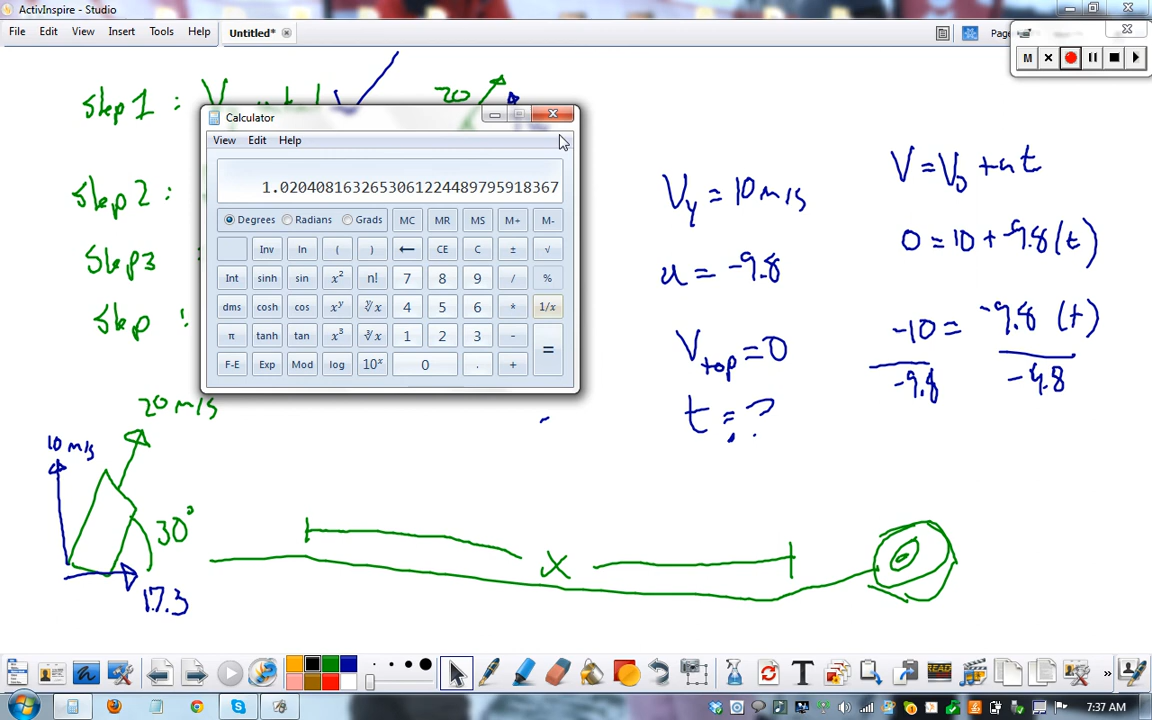 ActivInspire - Studio
File Edit View Insert Tools Help Untitled*
M
Step 1 :
20
Step 2 :
Step3
Step :
Calculator
View Edit Help
1.0204081632653061224489795918367
Degrees Radians Grads MC MR MS M+ M-
Inv ln ( ) ← CE C ± √
Int sinh sin x² n! 7 8 9 / %
dms cosh cos xʸ ʸ√x 4 5 6 * 1/x
π tanh tan x³ ³√x 1 2 3 - =
F-E Exp Mod log 10ˣ 0 . +
Vy = 10 m/s
a = -9.8
Vtop = 0
t = ?
V = V0 + at
0 = 10 + -9.8 (t)
-10 = -9.8 (t)
-9.8 -9.8
20 m/s
10 m/s
30°
17.3
X
T
READ
»
7:37 AM